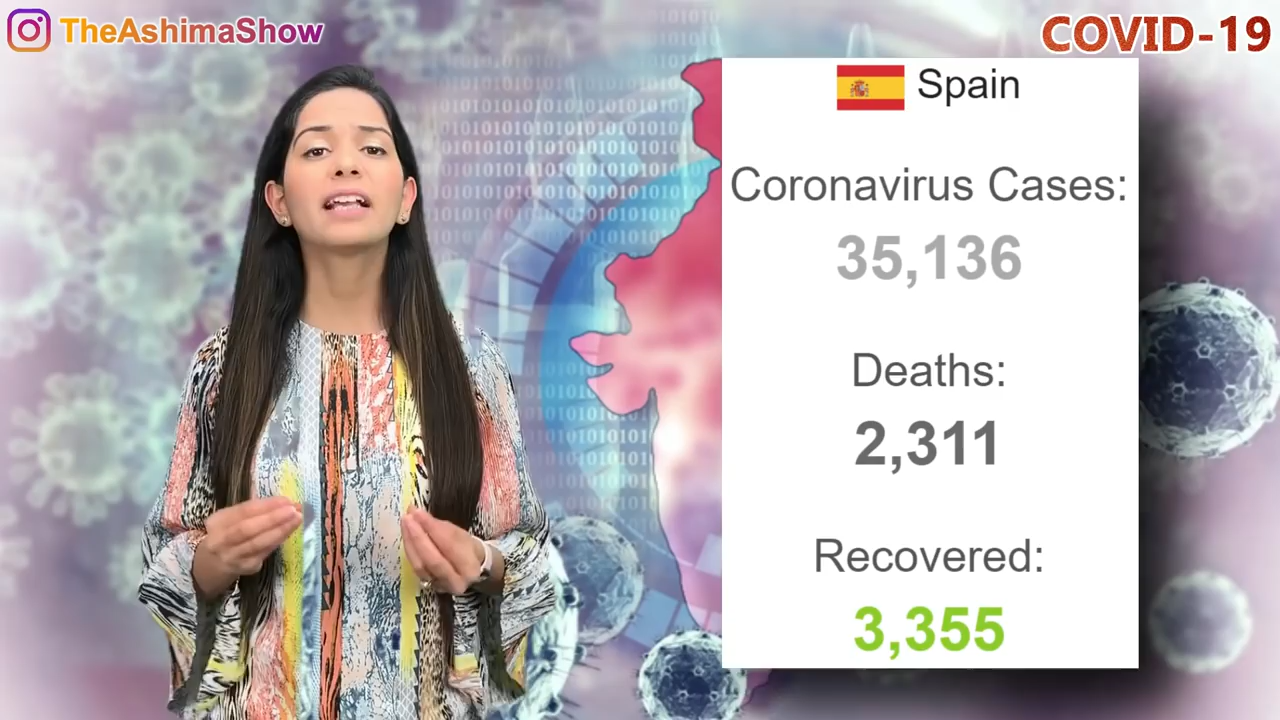 TheAshimaShow
COVID-19
Spain
Coronavirus Cases:
35,136
Deaths:
2,311
Recovered:
3,355